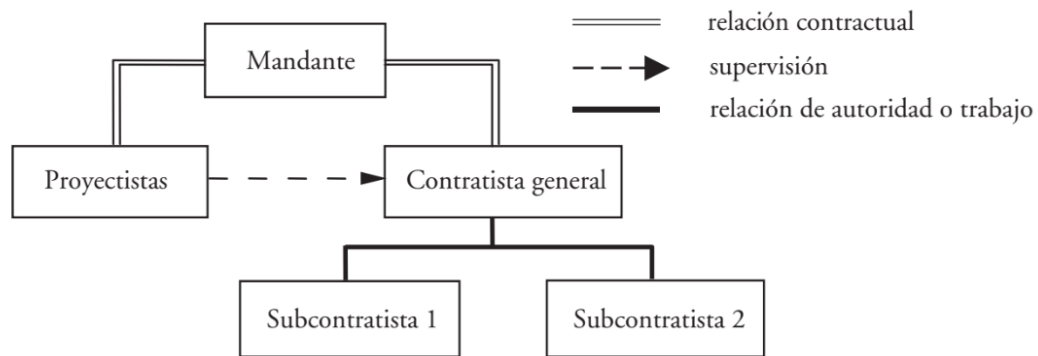 relación contractual
Mandante
supervisión
relación de autoridad o trabajo
Proyectistas
Contratista general
Subcontratista 1
Subcontratista 2